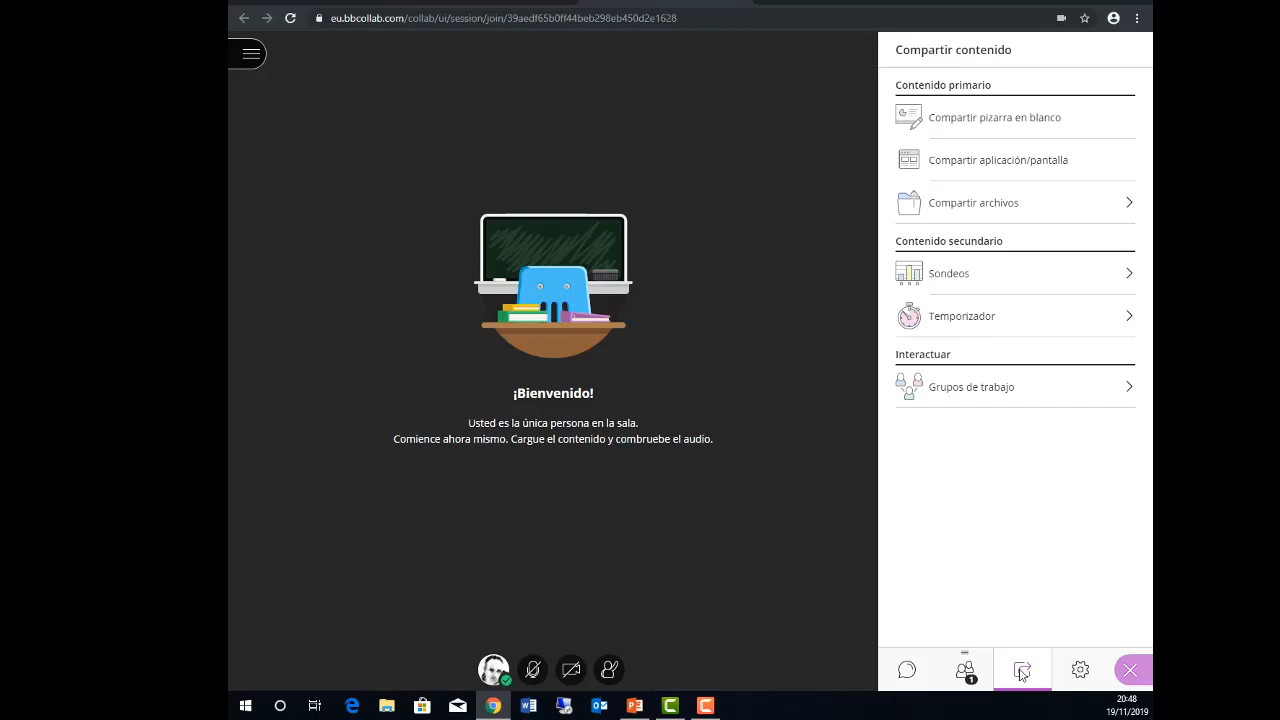 eu.bbcollab.com/collab/ui/session/join/39aedf65b0ff44beb298eb450d2e1628
Compartir contenido
Contenido primario
Compartir pizarra en blanco
Compartir aplicación/pantalla
Compartir archivos
Contenido secundario
Sondeos
Temporizador
Interactuar
Grupos de trabajo
¡Bienvenido!
Usted es la única persona en la sala.
Comience ahora mismo. Cargue el contenido y combruebe el audio.
1
20:48
19/11/2019